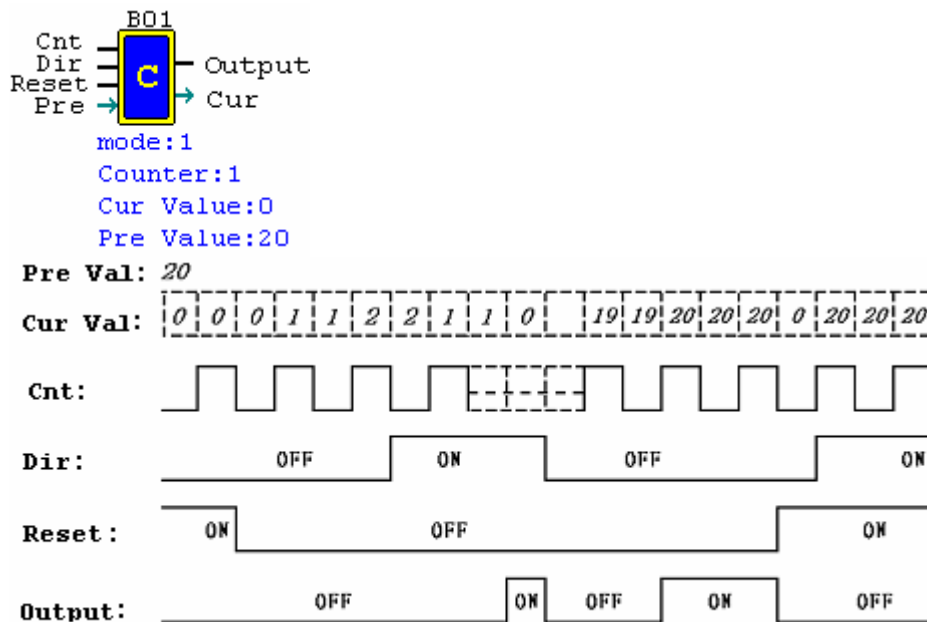 B01
Cnt
Dir
Reset
Pre
C
Output
Cur
mode:1
Counter:1
Cur Value:0
Pre Value:20
Pre Val: 20
Cur Val: 0 0 0 1 1 2 2 1 1 0 19 19 20 20 20 0 20 20 20
Cnt:
Dir: OFF ON OFF ON
Reset: ON OFF ON
Output: OFF ON OFF ON OFF